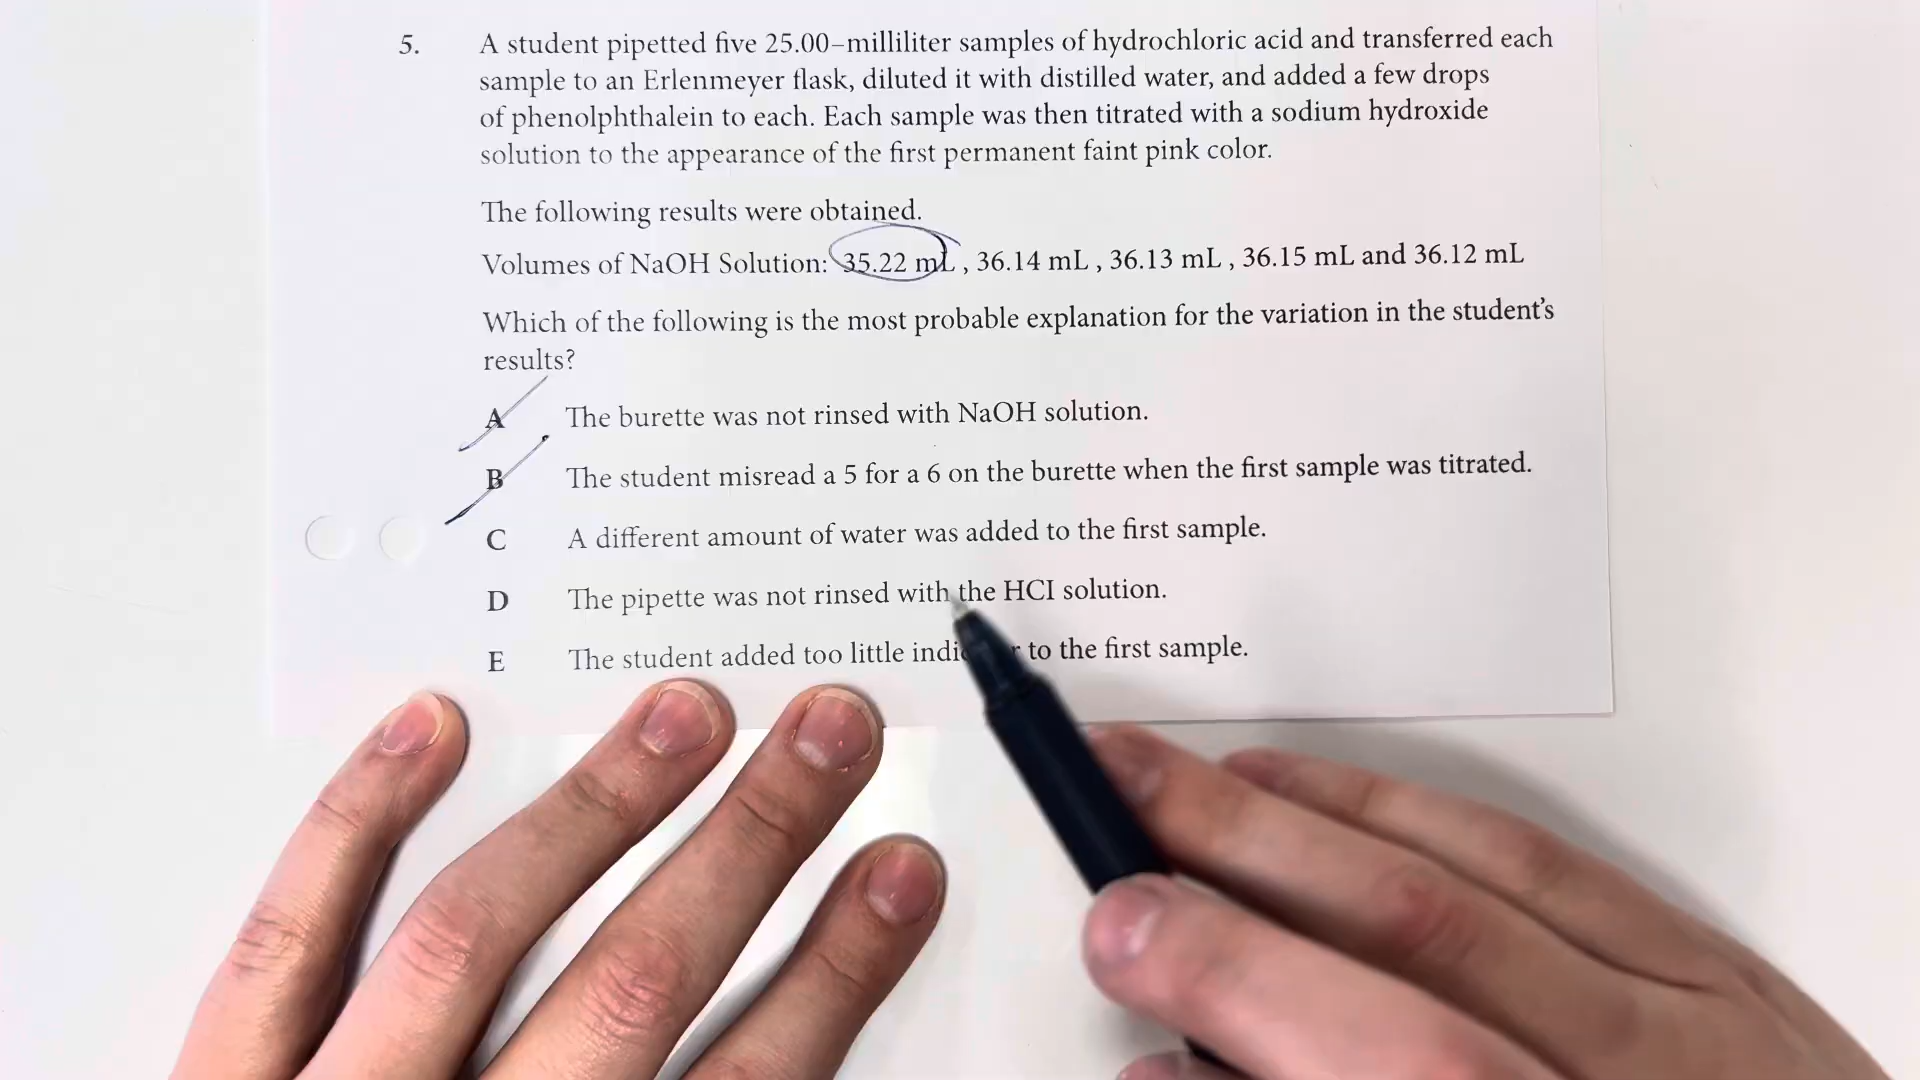 5. A student pipetted five 25.00–milliliter samples of hydrochloric acid and transferred each
sample to an Erlenmeyer flask, diluted it with distilled water, and added a few drops
of phenolphthalein to each. Each sample was then titrated with a sodium hydroxide
solution to the appearance of the first permanent faint pink color.
The following results were obtained.
Volumes of NaOH Solution: 35.22 mL , 36.14 mL , 36.13 mL , 36.15 mL and 36.12 mL
Which of the following is the most probable explanation for the variation in the student’s
results?
A The burette was not rinsed with NaOH solution.
B The student misread a 5 for a 6 on the burette when the first sample was titrated.
C A different amount of water was added to the first sample.
D The pipette was not rinsed with the HCI solution.
E The student added too little to the first sample.